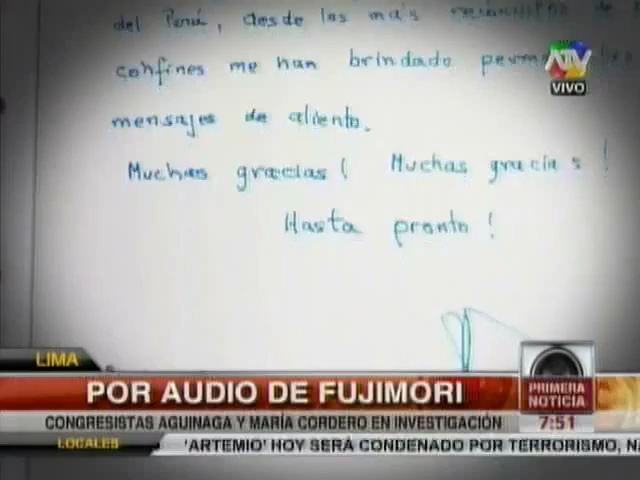 del Perú, desde los más de
confines me han brindado
mensajes de aliento.
Muchas gracias! Muchas gracias!
Hasta pronto!
ATV
VIVO
LIMA
POR AUDIO DE FUJIMORI
PRIMERA
NOTICIA
CONGRESISTAS AGUINAGA Y MARÍA CORDERO EN INVESTIGACIÓN
7:51
LOCALES
'ARTEMIO' HOY SERÁ CONDENADO POR TERRORISMO, NA